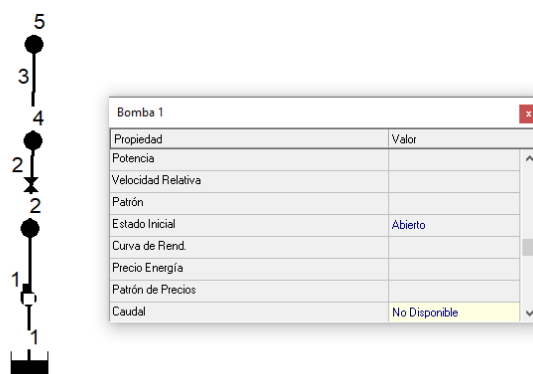 5
3
4
2
2
1
1
Bomba 1
x
Propiedad Valor
Potencia
Velocidad Relativa
Patrón
Estado Inicial Abierto
Curva de Rend.
Precio Energía
Patrón de Precios
Caudal No Disponible